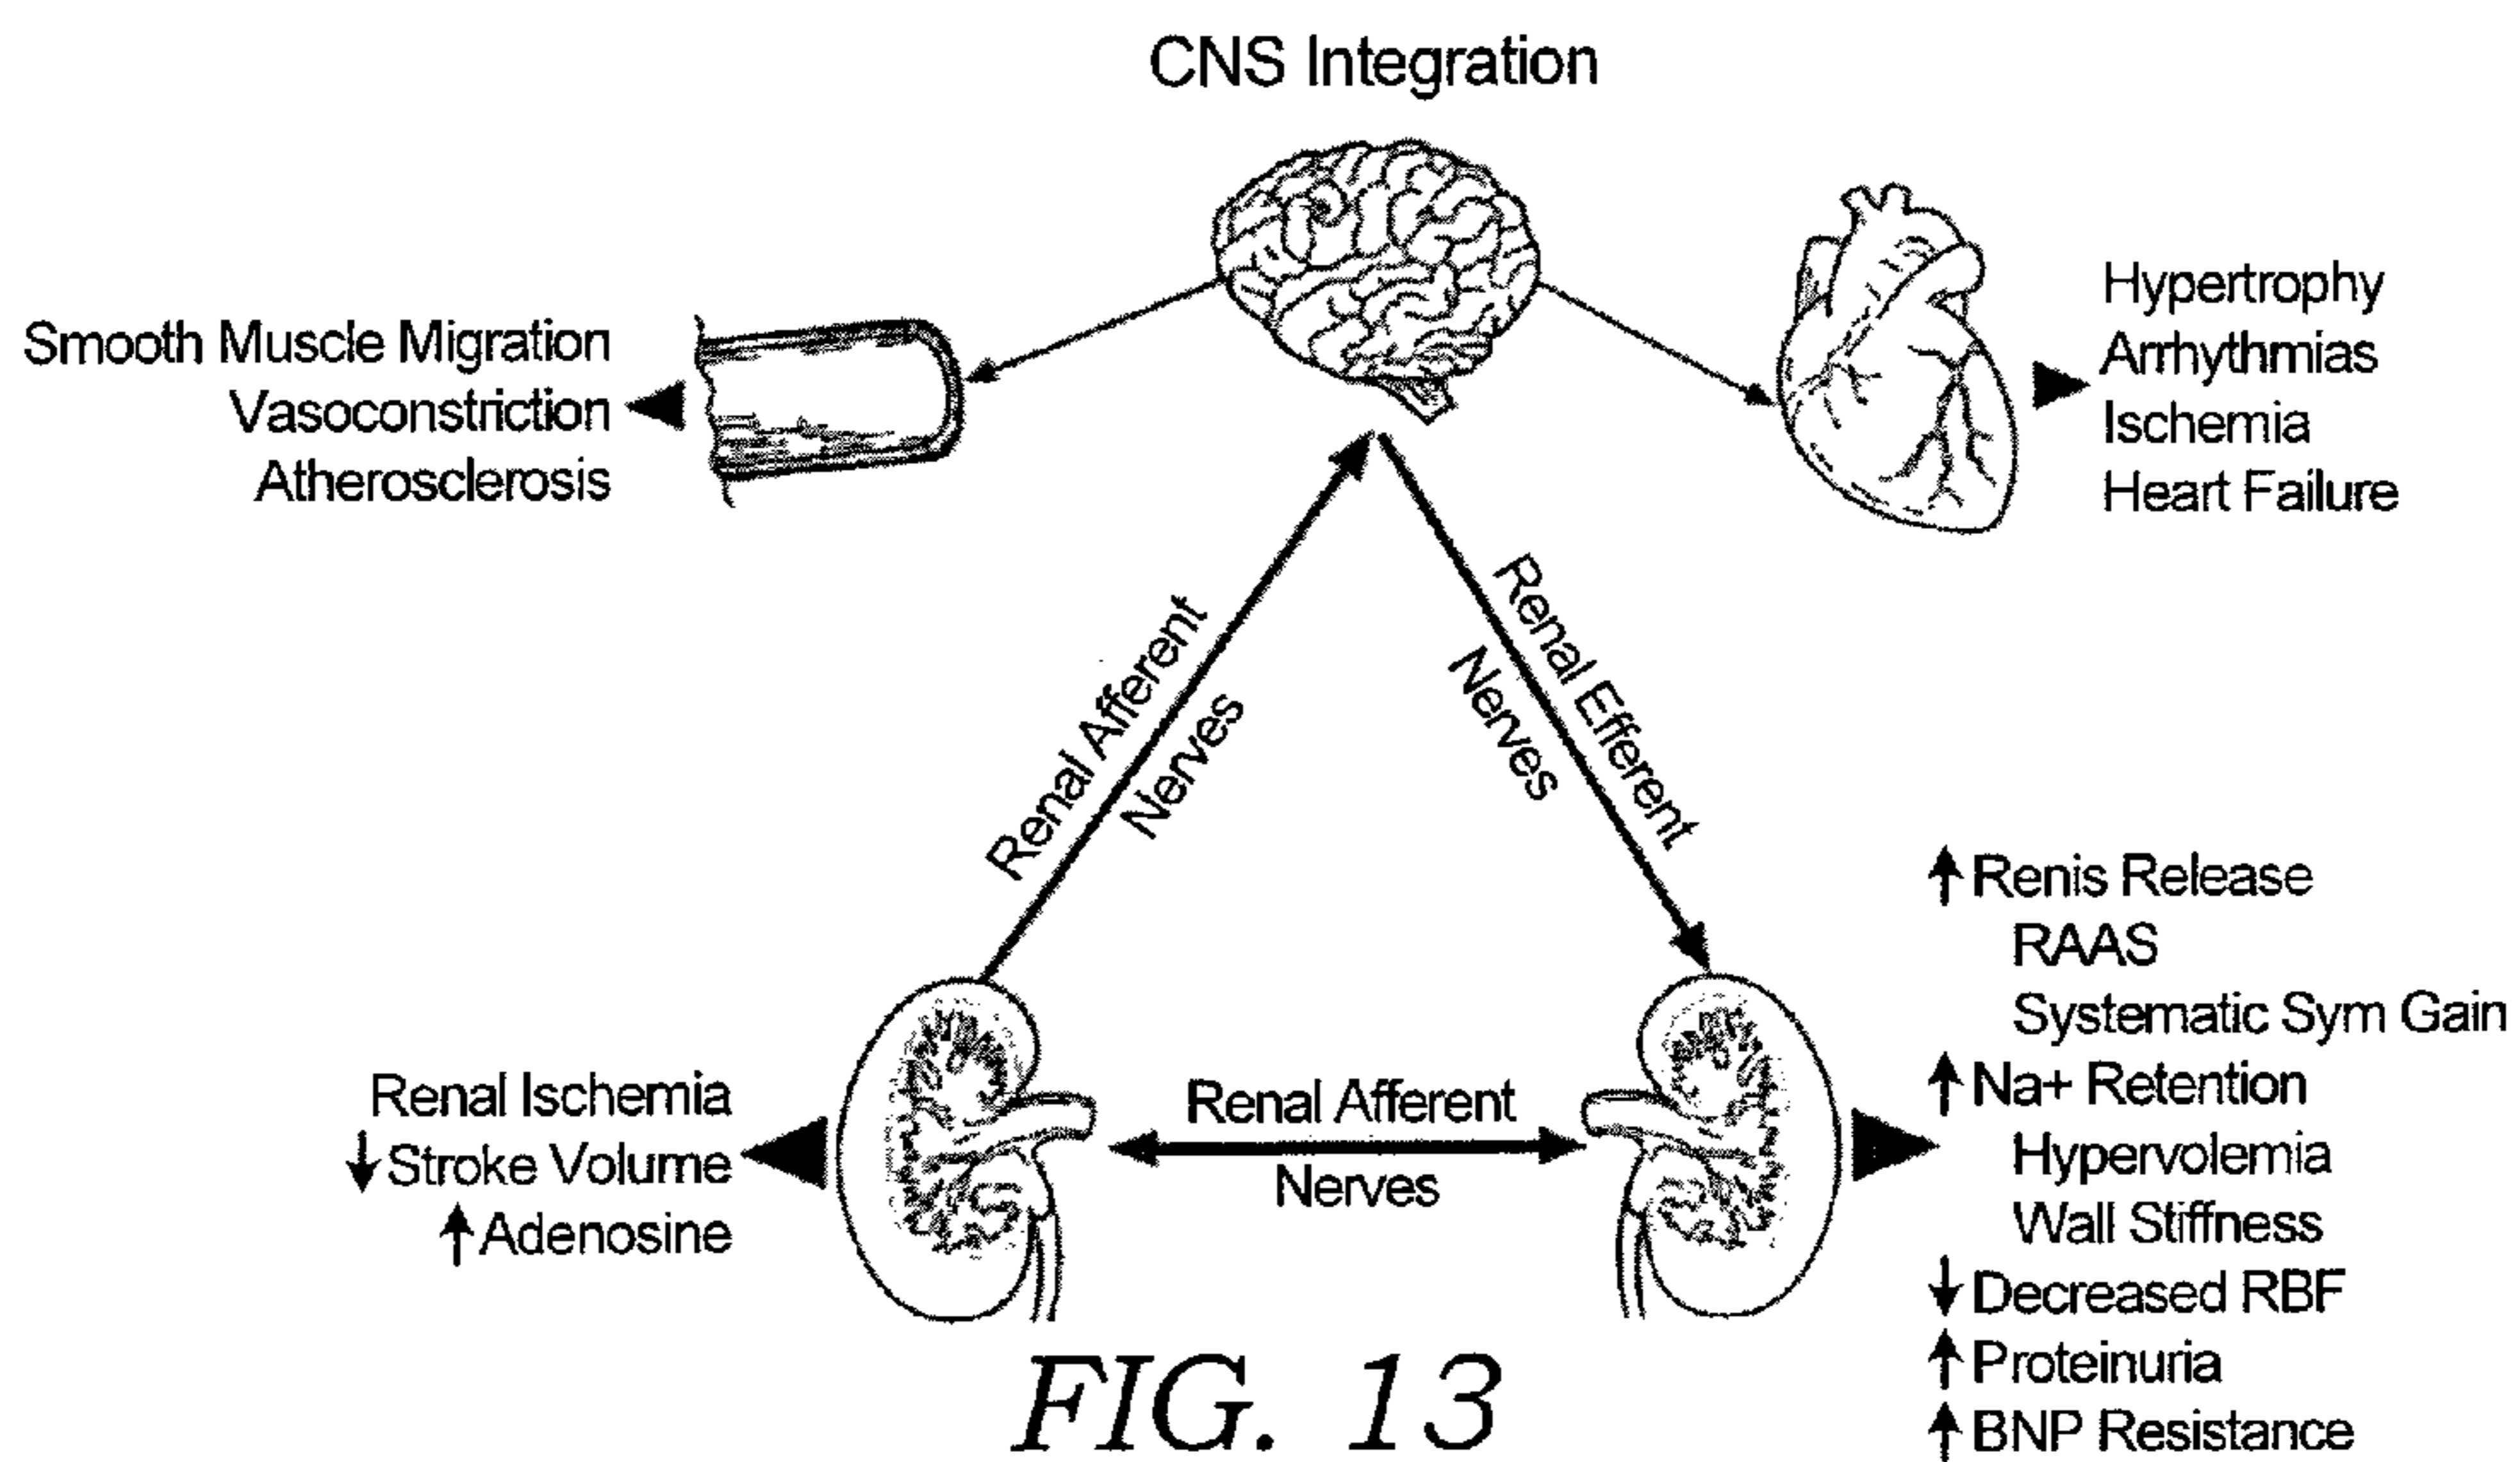 CNS Integration
Smooth Muscle Migration
Vasoconstriction
Atherosclerosis
Hypertrophy
Arrhythmias
Ischemia
Heart Failure
Renal Afferent
Nerves
Renal Efferent
Nerves
Renal Ischemia
↓Stroke Volume
↑Adenosine
Renal Afferent
Nerves
↑Renis Release
RAAS
Systematic Sym Gain
↑Na+ Retention
Hypervolemia
Wall Stiffness
↓Decreased RBF
↑Proteinuria
↑BNP Resistance
FIG. 13